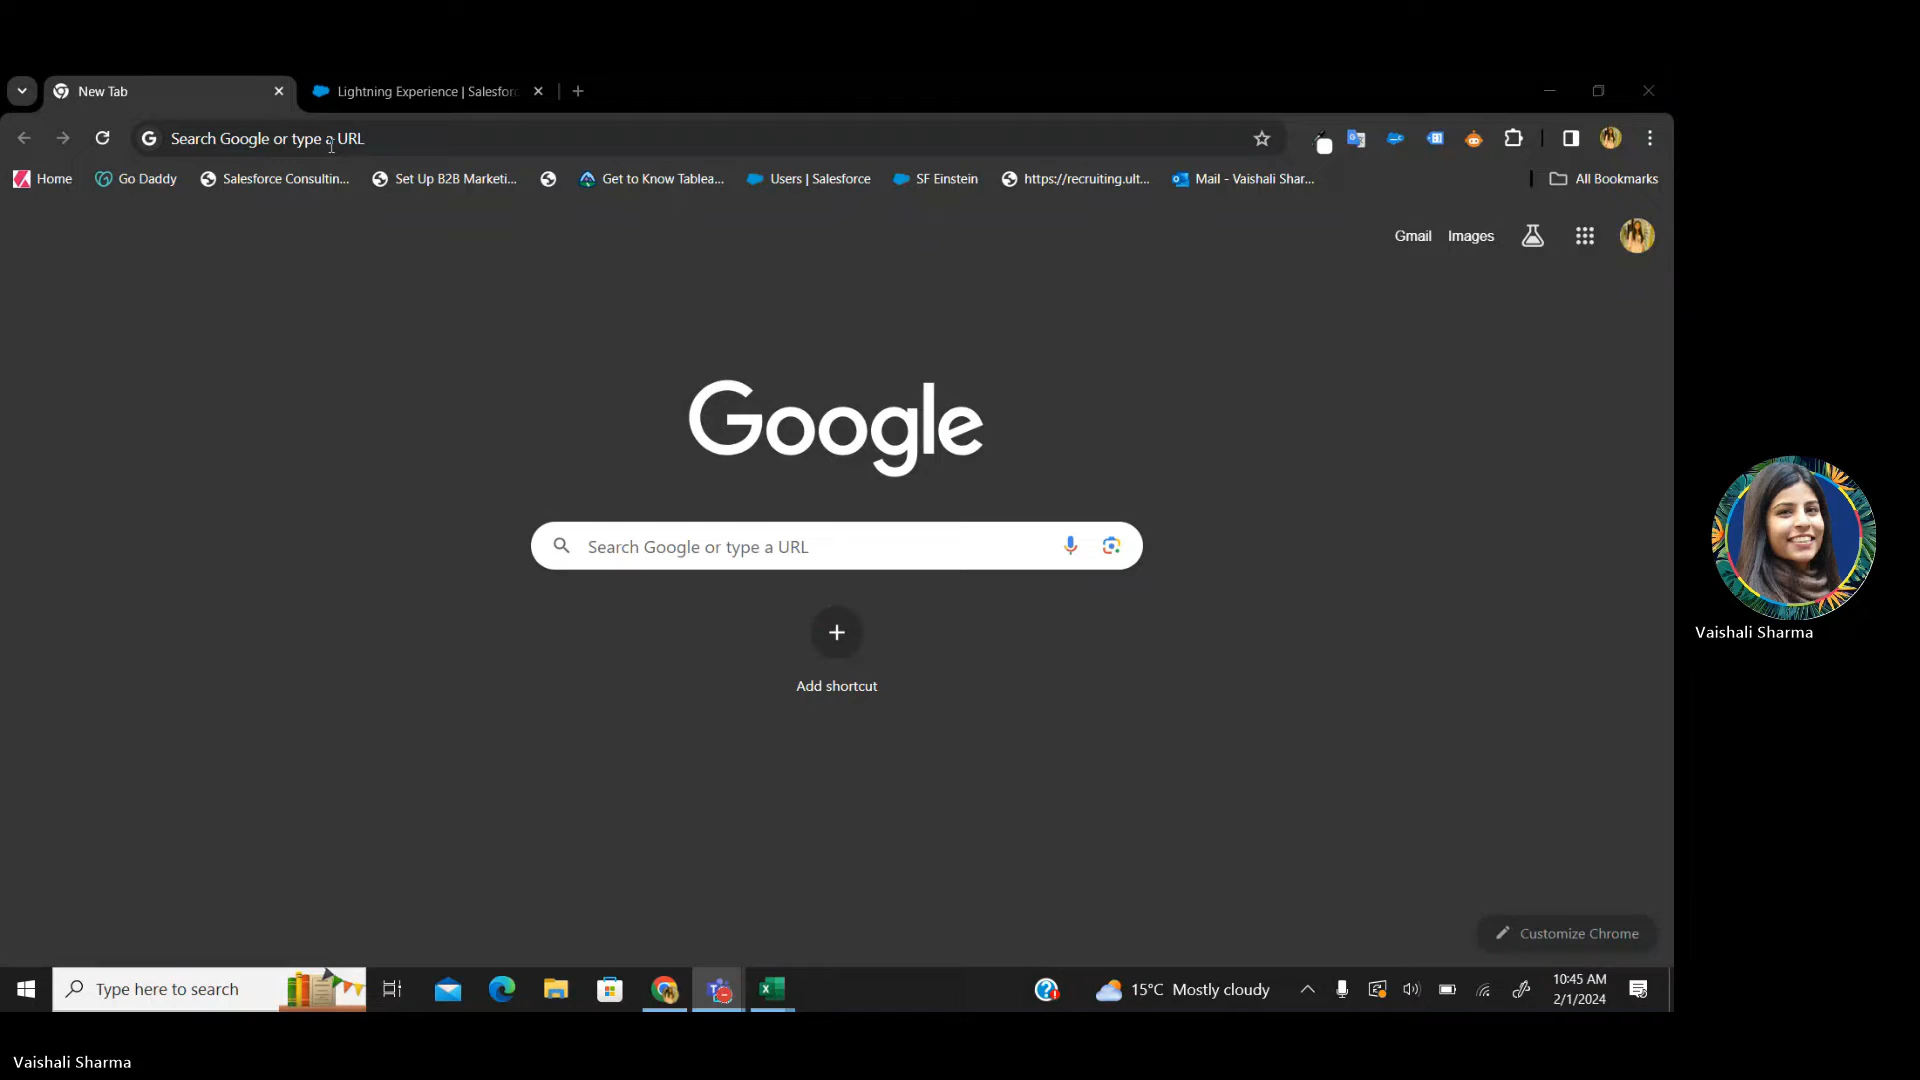 New Tab
Lightning Experience | Salesforc
Search Google or type a URL
Home
Go Daddy
Salesforce Consultin...
Set Up B2B Marketi...
Get to Know Tablea...
Users | Salesforce
SF Einstein
https://recruiting.ult...
Mail - Vaishali Shar...
All Bookmarks
Gmail
Images
Google
Search Google or type a URL
Add shortcut
Vaishali Sharma
Customize Chrome
Type here to search
15°C Mostly cloudy
10:45 AM
2/1/2024
Vaishali Sharma